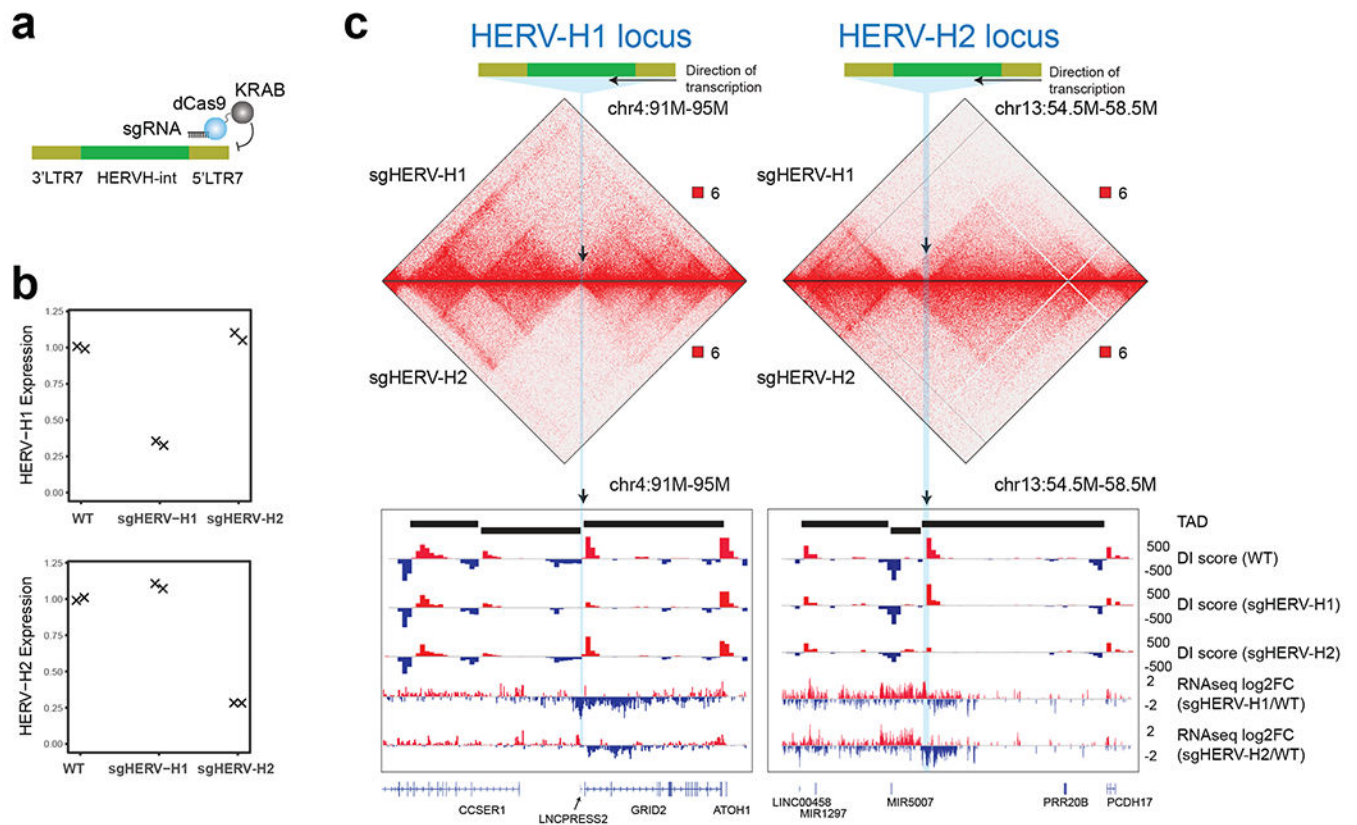 a
KRAB
dCas9
sgRNA
3'LTR7 HERVH-int 5'LTR7
b
HERV−H1 Expression
1.25
1.00
0.75
0.50
0.25
0.00
WT sgHERV−H1 sgHERV-H2
HERV−H2 Expression
1.25
1.00
0.75
0.50
0.25
0.00
WT sgHERV−H1 sgHERV-H2
c
HERV-H1 locus
Direction of
transcription
chr4:91M-95M
sgHERV-H1
6
6
sgHERV-H2
chr4:91M-95M
HERV-H2 locus
Direction of
transcription
chr13:54.5M-58.5M
sgHERV-H1
6
6
sgHERV-H2
chr13:54.5M-58.5M
TAD
500
-500
DI score (WT)
500
-500
DI score (sgHERV-H1)
500
-500
DI score (sgHERV-H2)
2
-2
RNAseq log2FC
(sgHERV-H1/WT)
2
-2
RNAseq log2FC
(sgHERV-H2/WT)
CCSER1
LNCPRESS2
GRID2
ATOH1
LINC00458
MIR1297
MIR5007
PRR20B
PCDH17